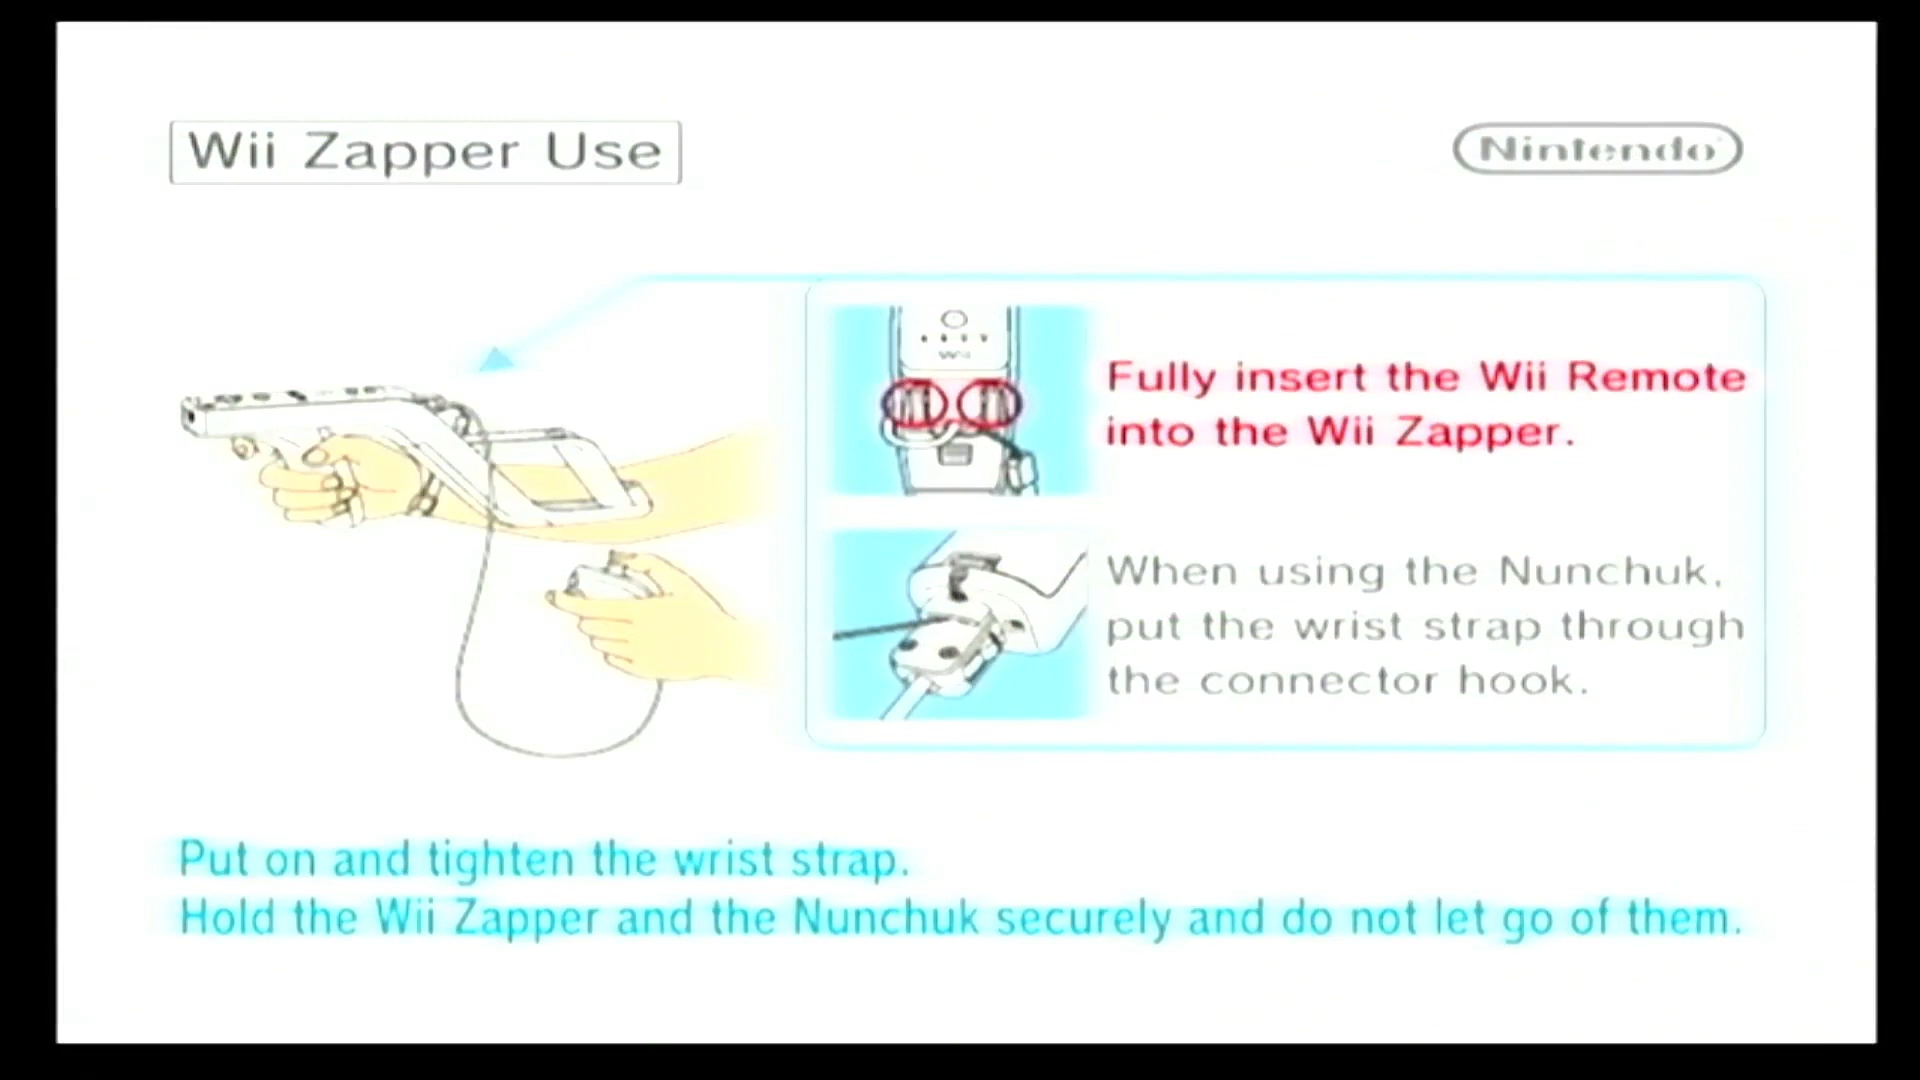 Wii Zapper Use
Nintendo
Wii
Fully insert the Wii Remote
into the Wii Zapper.
When using the Nunchuk,
put the wrist strap through
the connector hook.
Put on and tighten the wrist strap.
Hold the Wii Zapper and the Nunchuk securely and do not let go of them.